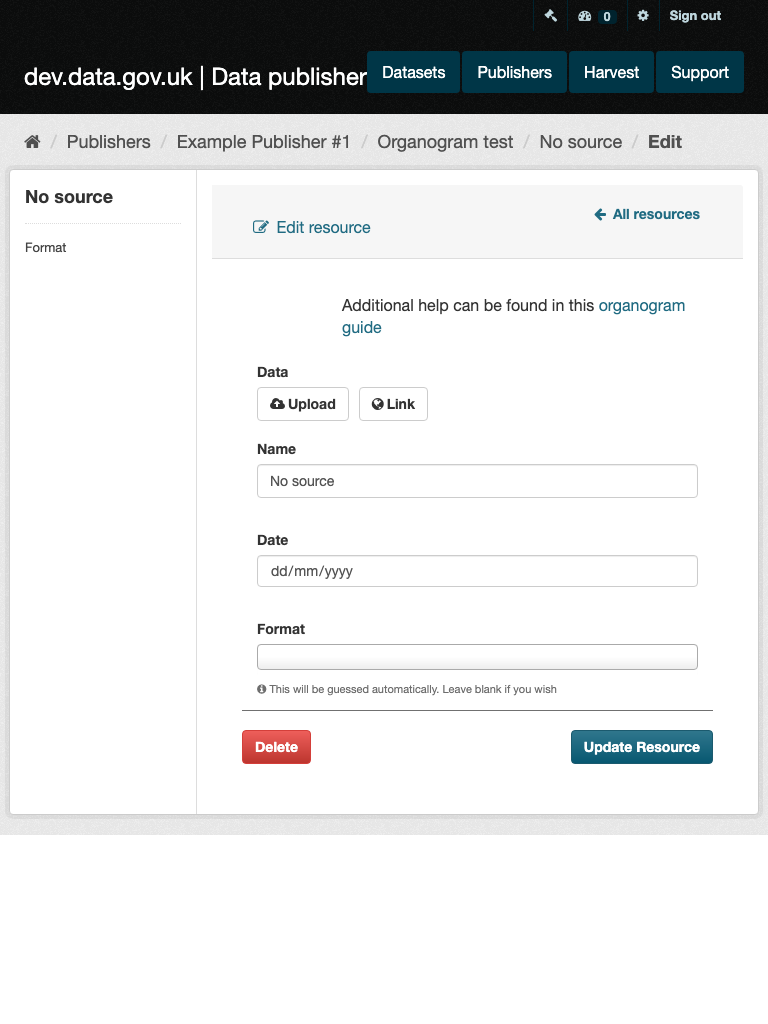 0 Sign out
dev.data.gov.uk | Data publisher
Datasets Publishers Harvest Support
/ Publishers / Example Publisher #1 / Organogram test / No source / Edit
No source
Format
All resources
Edit resource
Additional help can be found in this organogram
guide
Data
Upload Link
Name
No source
Date
dd/mm/yyyy
Format
This will be guessed automatically. Leave blank if you wish
Delete Update Resource